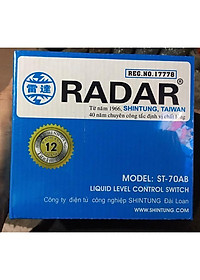 REG.NO.17778
雷達
RADAR®
Từ năm 1966, SHINTUNG, TAIWAN
40 năm chuyên công tắc định vị chất lỏng
12
MODEL: ST-70AB
LIQUID LEVEL CONTROL SWITCH
Công ty điện tử công nghiệp SHINTUNG Đài Loan
WWW.SHINTUNG.COM